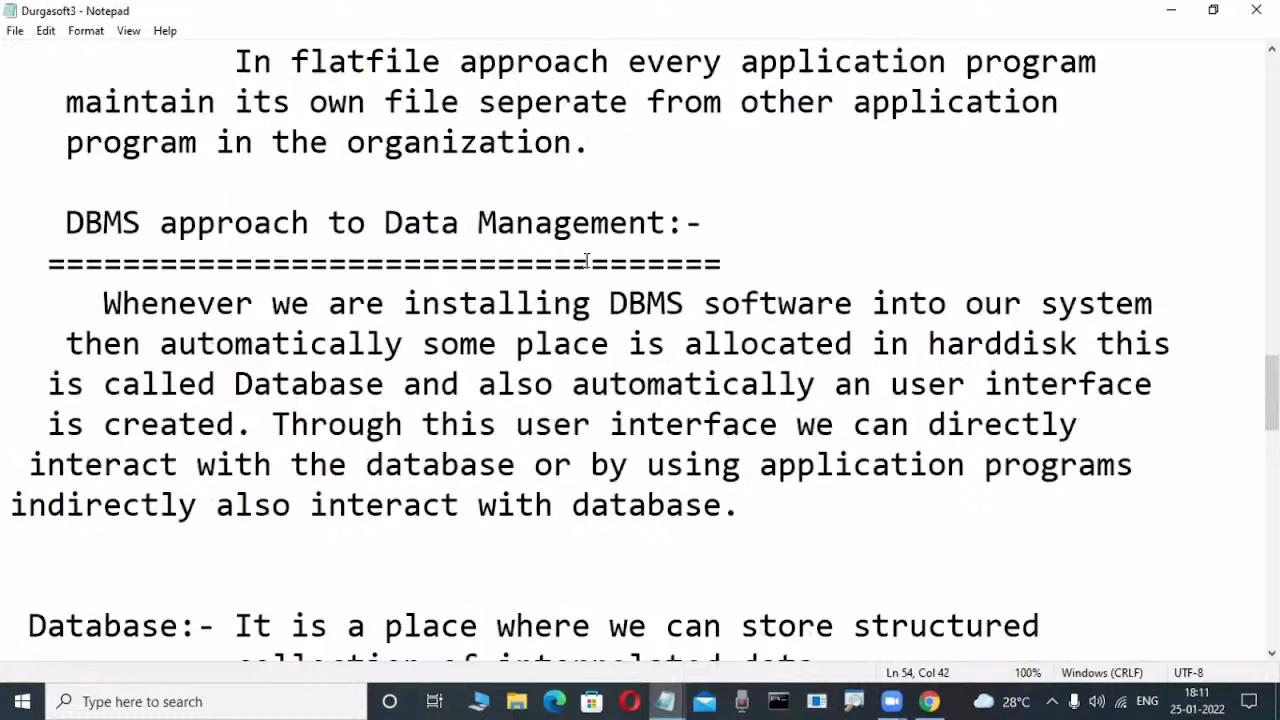 Durgasoft3 - Notepad
File Edit Format View Help
In flatfile approach every application program
maintain its own file seperate from other application
program in the organization.
DBMS approach to Data Management:-
====================================
Whenever we are installing DBMS software into our system
then automatically some place is allocated in harddisk this
is called Database and also automatically an user interface
is created. Through this user interface we can directly
interact with the database or by using application programs
indirectly also interact with database.
Database:- It is a place where we can store structured
collection of interrelated data
Ln 54, Col 42 100% Windows (CRLF) UTF-8
Type here to search 28°C ENG 18:11
25-01-2022